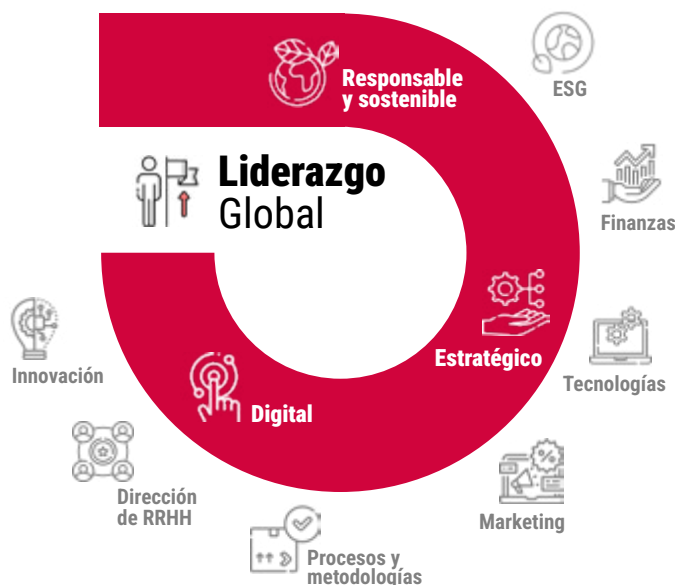 Responsable
y sostenible
ESG
Liderazgo
Global
Finanzas
Estratégico
Innovación
Tecnologías
Digital
Dirección
de RRHH
Marketing
Procesos y
metodologías